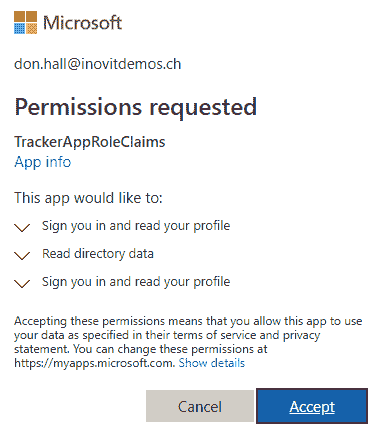 Microsoft
don.hall@inovitdemos.ch
Permissions requested
TrackerAppRoleClaims
App info
This app would like to:
Sign you in and read your profile
Read directory data
Sign you in and read your profile
Accepting these permissions means that you allow this app to use
your data as specified in their terms of service and privacy
statement. You can change these permissions at
https://myapps.microsoft.com. Show details
Cancel
Accept